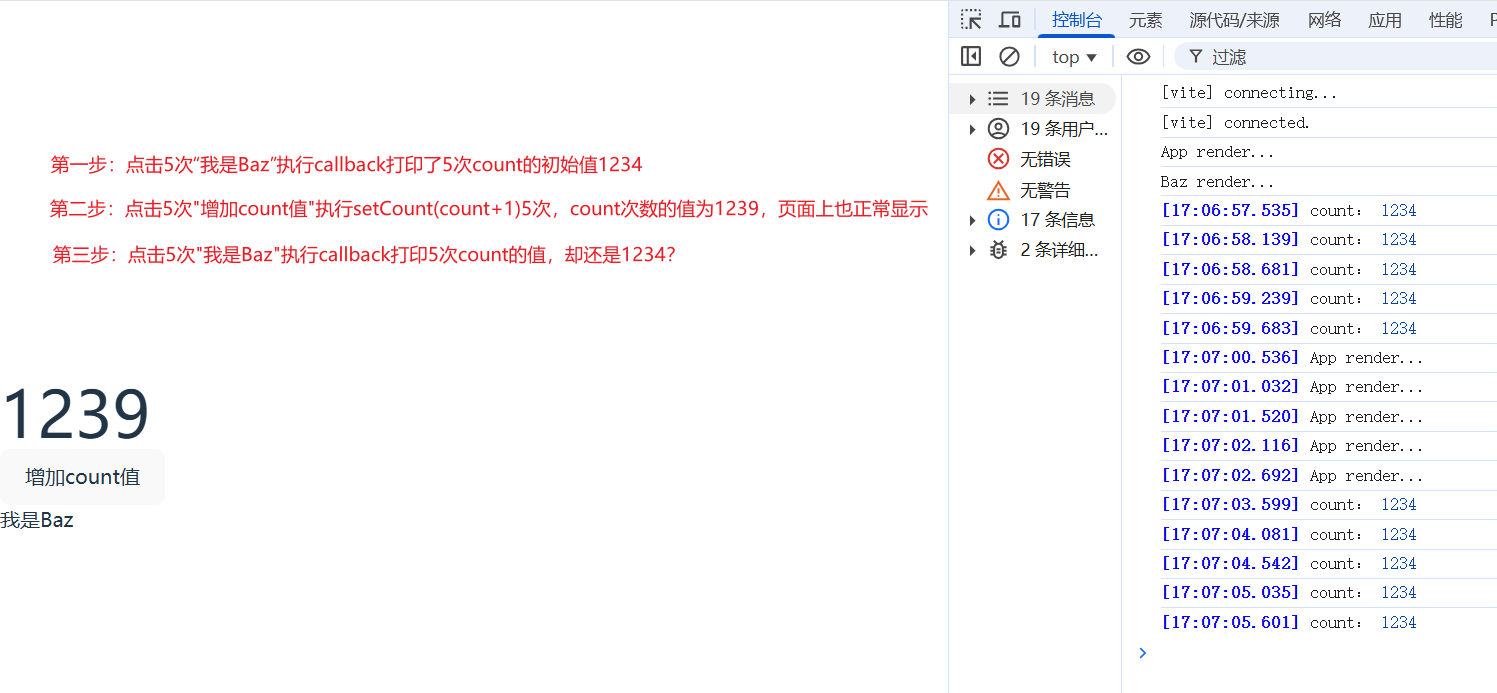 第一步：点击5次“我是Baz”执行callback打印了5次count的初始值1234
第二步：点击5次"增加count值"执行setCount(count+1)5次，count次数的值为1239，页面上也正常显示
第三步：点击5次"我是Baz"执行callback打印5次count的值，却还是1234？
1239
增加count值
我是Baz
控制台 元素 源代码/来源 网络 应用 性能
top 过滤
19 条消息
19 条用户…
无错误
无警告
17 条信息
2 条详细…
[vite] connecting...
[vite] connected.
App render...
Baz render...
[17:06:57.535] count： 1234
[17:06:58.139] count： 1234
[17:06:58.681] count： 1234
[17:06:59.239] count： 1234
[17:06:59.683] count： 1234
[17:07:00.536] App render...
[17:07:01.032] App render...
[17:07:01.520] App render...
[17:07:02.116] App render...
[17:07:02.692] App render...
[17:07:03.599] count： 1234
[17:07:04.081] count： 1234
[17:07:04.542] count： 1234
[17:07:05.035] count： 1234
[17:07:05.601] count： 1234